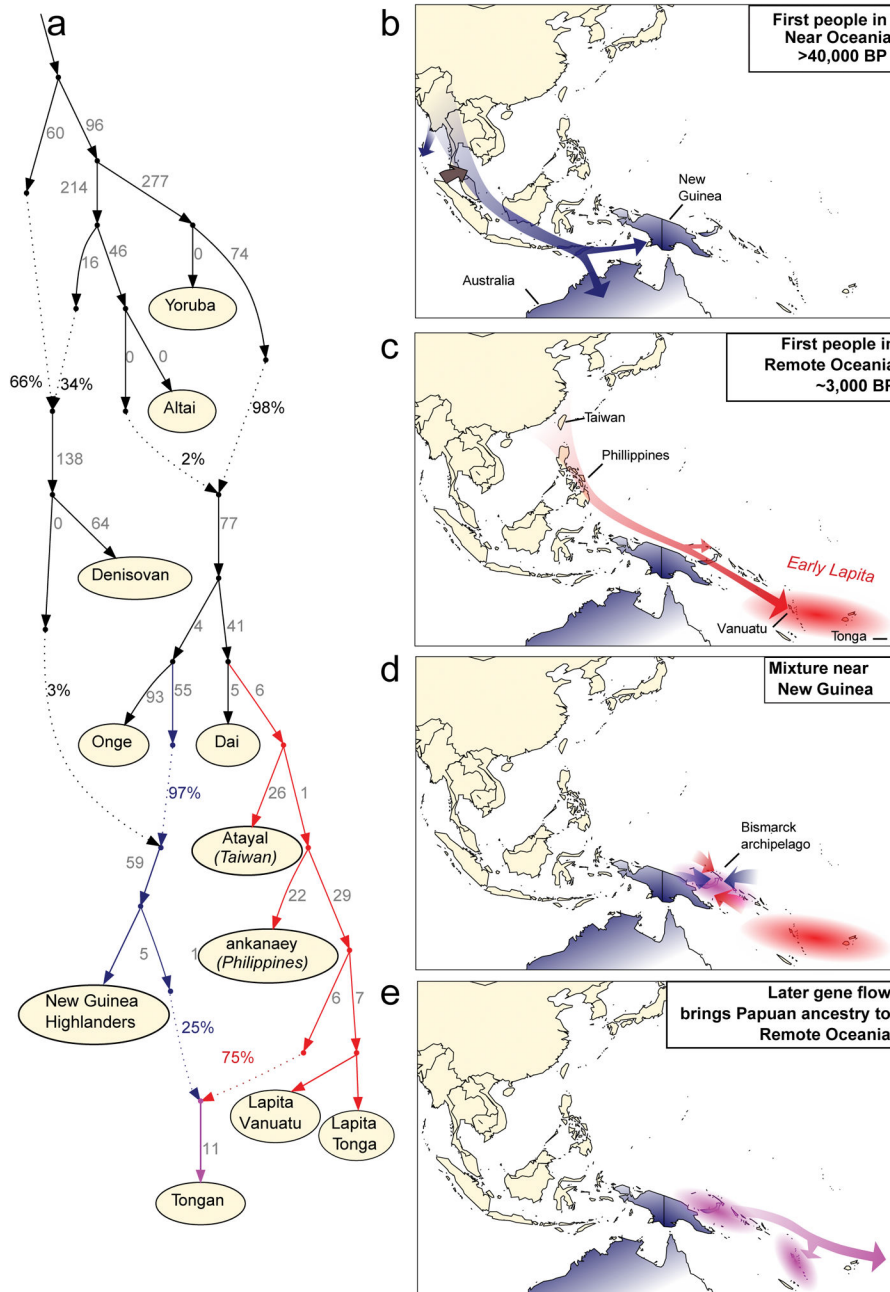 a
60
96
214
277
16
46
0
74
Yoruba
0
0
66%
34%
Altai
98%
2%
138
0
64
77
Denisovan
4
41
3%
93
55
5
6
Onge
Dai
97%
26
1
Atayal
(Taiwan)
59
22
29
5
1
ankanaey
(Philippines)
New Guinea
Highlanders
6
7
25%
75%
Lapita
Vanuatu
Lapita
Tonga
11
Tongan
b
First people in
Near Oceania
>40,000 BP
New
Guinea
Australia
c
First people in
Remote Oceania
~3,000 BP
Taiwan
Phillippines
Early Lapita
Vanuatu
Tonga
d
Mixture near
New Guinea
Bismarck
archipelago
e
Later gene flow
brings Papuan ancestry to
Remote Oceania